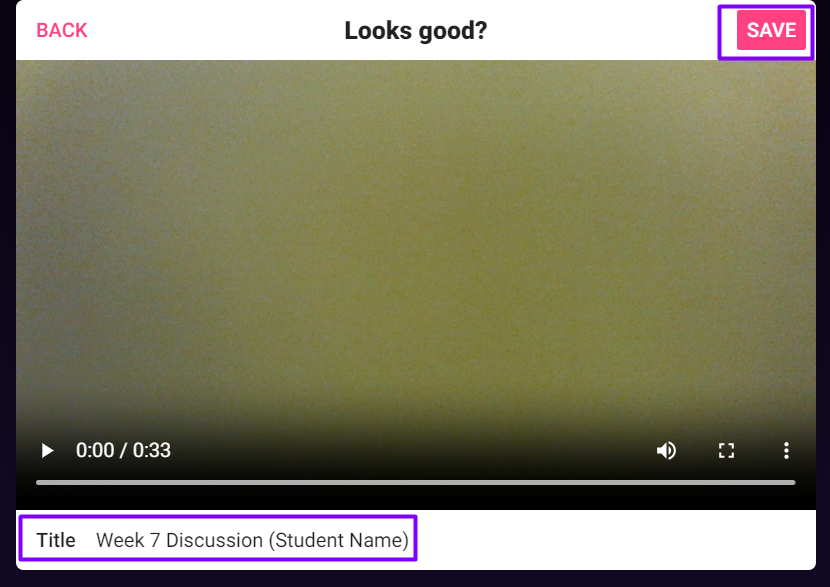 BACK Looks good? SAVE
0:00 / 0:33
Title Week 7 Discussion (Student Name)